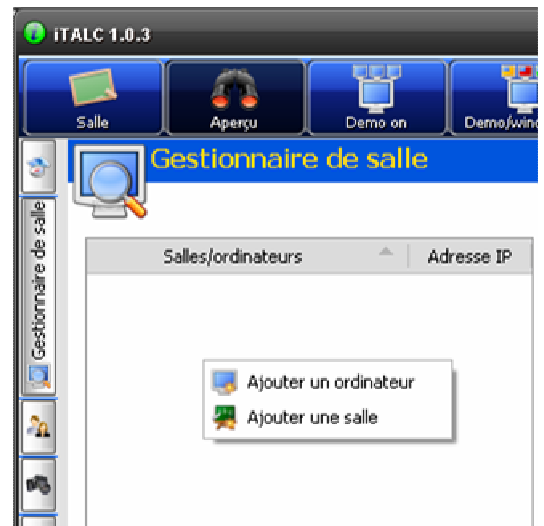 iTALC 1.0.3
Salle
Aperçu
Demo on
Gestionnaire de salle
Gestionnaire de salle
Salles/ordinateurs
Adresse IP
Ajouter un ordinateur
Ajouter une salle